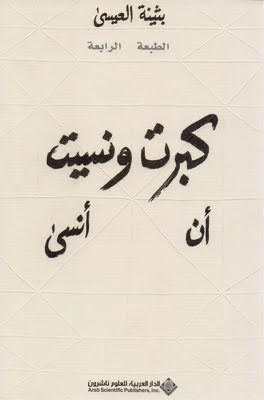 بثينة العيسى
الطبعة الرابعة
كبرت ونسيت
أن أنسى
الدار العربية للعلوم ناشرون
Arab Scientific Publishers, Inc.